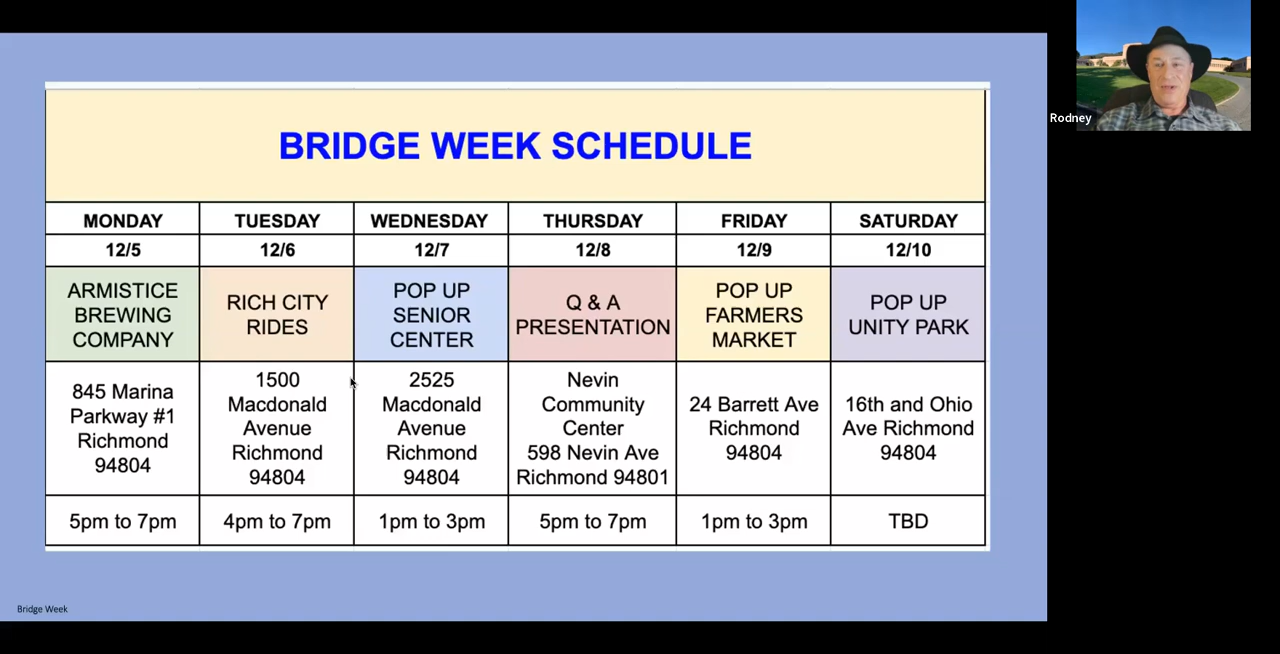 BRIDGE WEEK SCHEDULE
MONDAY
TUESDAY
WEDNESDAY
THURSDAY
FRIDAY
SATURDAY
12/5
12/6
12/7
12/8
12/9
12/10
ARMISTICE
BREWING
COMPANY
RICH CITY
RIDES
POP UP
SENIOR
CENTER
Q & A
PRESENTATION
POP UP
FARMERS
MARKET
POP UP
UNITY PARK
845 Marina
Parkway #1
Richmond
94804
1500
Macdonald
Avenue
Richmond
94804
2525
Macdonald
Avenue
Richmond
94804
Nevin
Community
Center
598 Nevin Ave
Richmond 94801
24 Barrett Ave
Richmond
94804
16th and Ohio
Ave Richmond
94804
5pm to 7pm
4pm to 7pm
1pm to 3pm
5pm to 7pm
1pm to 3pm
TBD
Bridge Week
Rodney